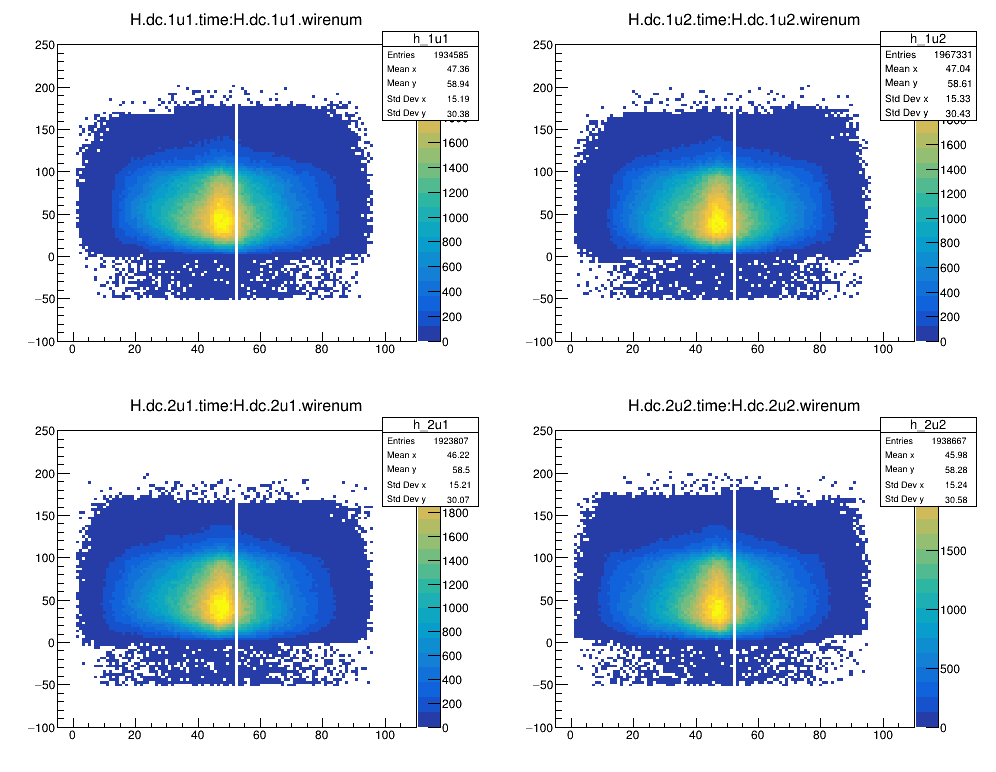 H.dc.1u1.time:H.dc.1u1.wirenum
h_1u1
Entries 1934585
Mean x 47.36
Mean y 58.94
Std Dev x 15.19
Std Dev y 30.38
250
200
150
100
50
0
−50
−100
0 20 40 60 80 100
1800
1600
1400
1200
1000
800
600
400
200
0
H.dc.1u2.time:H.dc.1u2.wirenum
h_1u2
Entries 1967331
Mean x 47.04
Mean y 58.61
Std Dev x 15.33
Std Dev y 30.43
250
200
150
100
50
0
−50
−100
0 20 40 60 80 100
1600
1400
1200
1000
800
600
400
200
0
H.dc.2u1.time:H.dc.2u1.wirenum
h_2u1
Entries 1923807
Mean x 46.22
Mean y 58.5
Std Dev x 15.21
Std Dev y 30.07
250
200
150
100
50
0
−50
−100
0 20 40 60 80 100
1800
1600
1400
1200
1000
800
600
400
200
0
H.dc.2u2.time:H.dc.2u2.wirenum
h_2u2
Entries 1938667
Mean x 45.98
Mean y 58.28
Std Dev x 15.24
Std Dev y 30.58
250
200
150
100
50
0
−50
−100
0 20 40 60 80 100
1500
1000
500
0